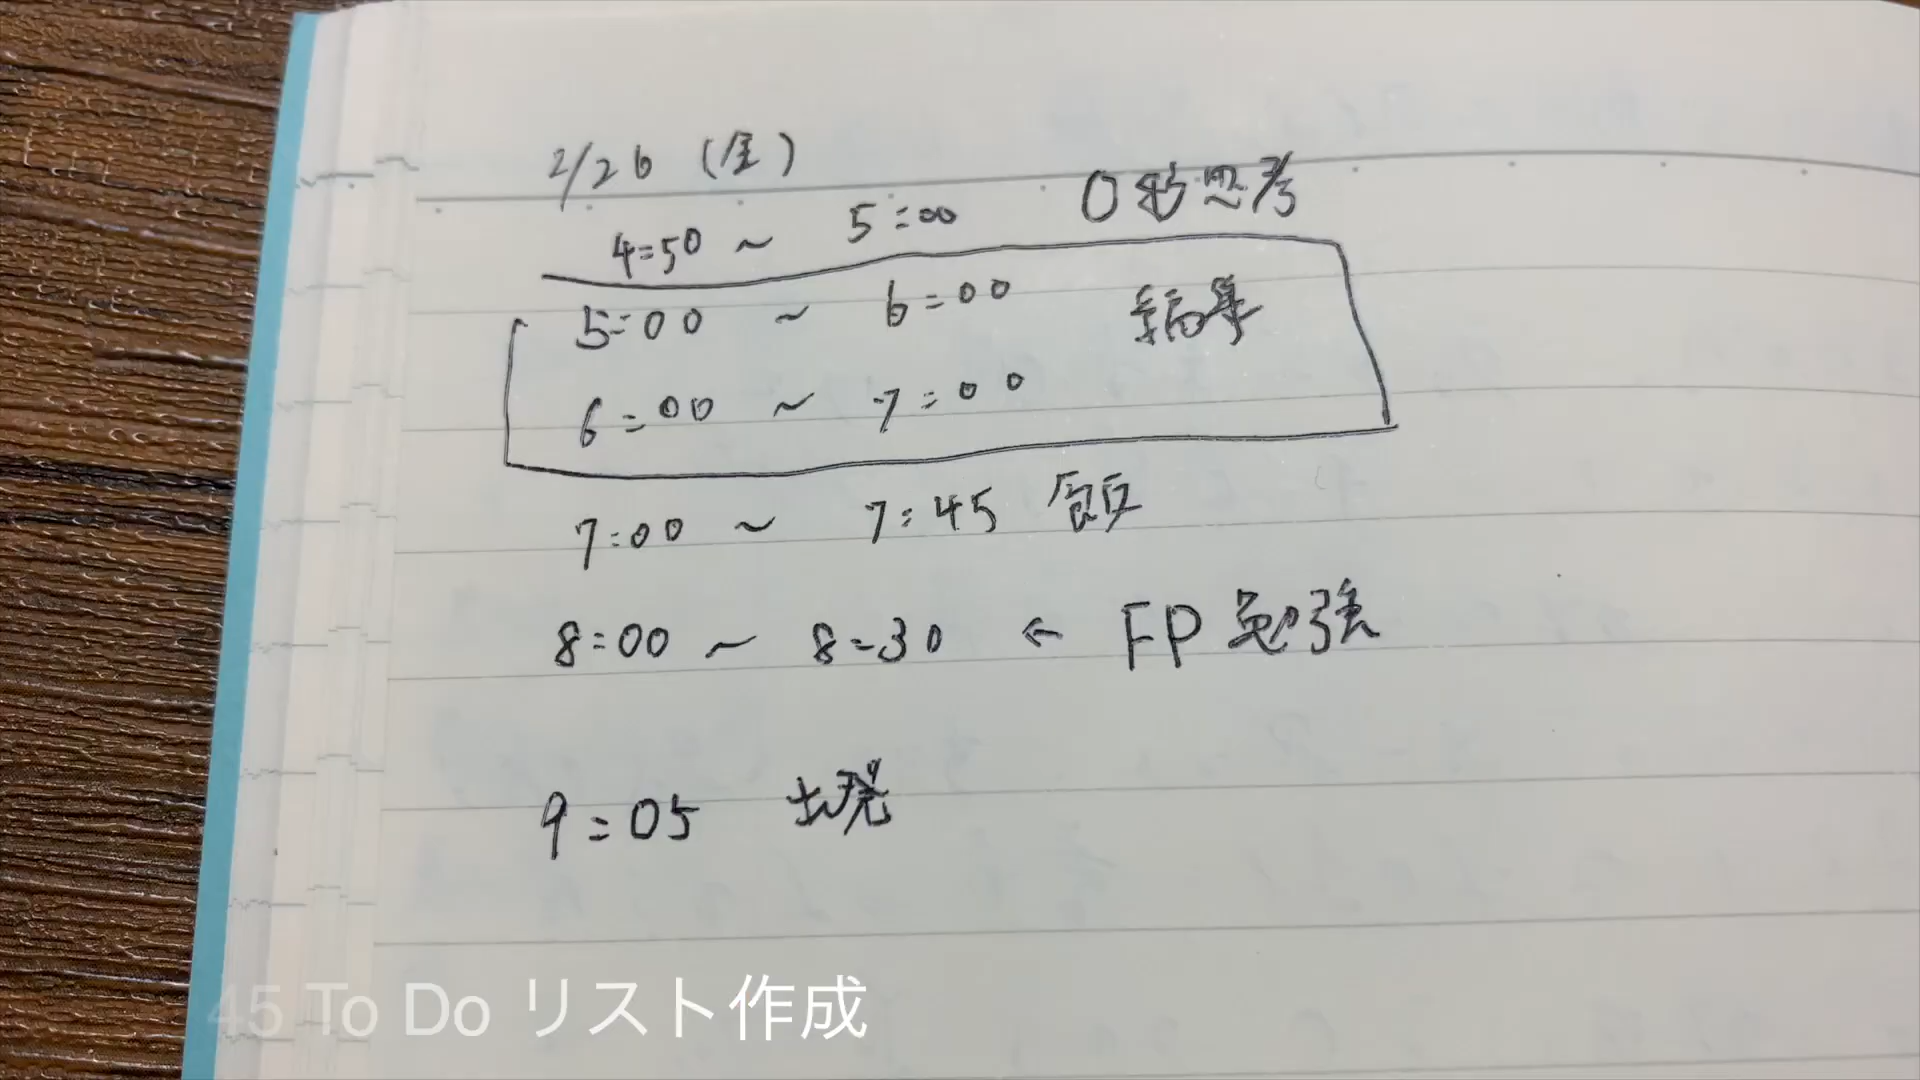 2/26 (金)
4:50 ~ 5:00 0秒思考
5:00 ~ 6:00 編集
6:00 ~ 7:00
7:00 ~ 7:45 飯
8:00 ~ 8:30 ← FP勉強
9:05 出発
45 To Do リスト作成